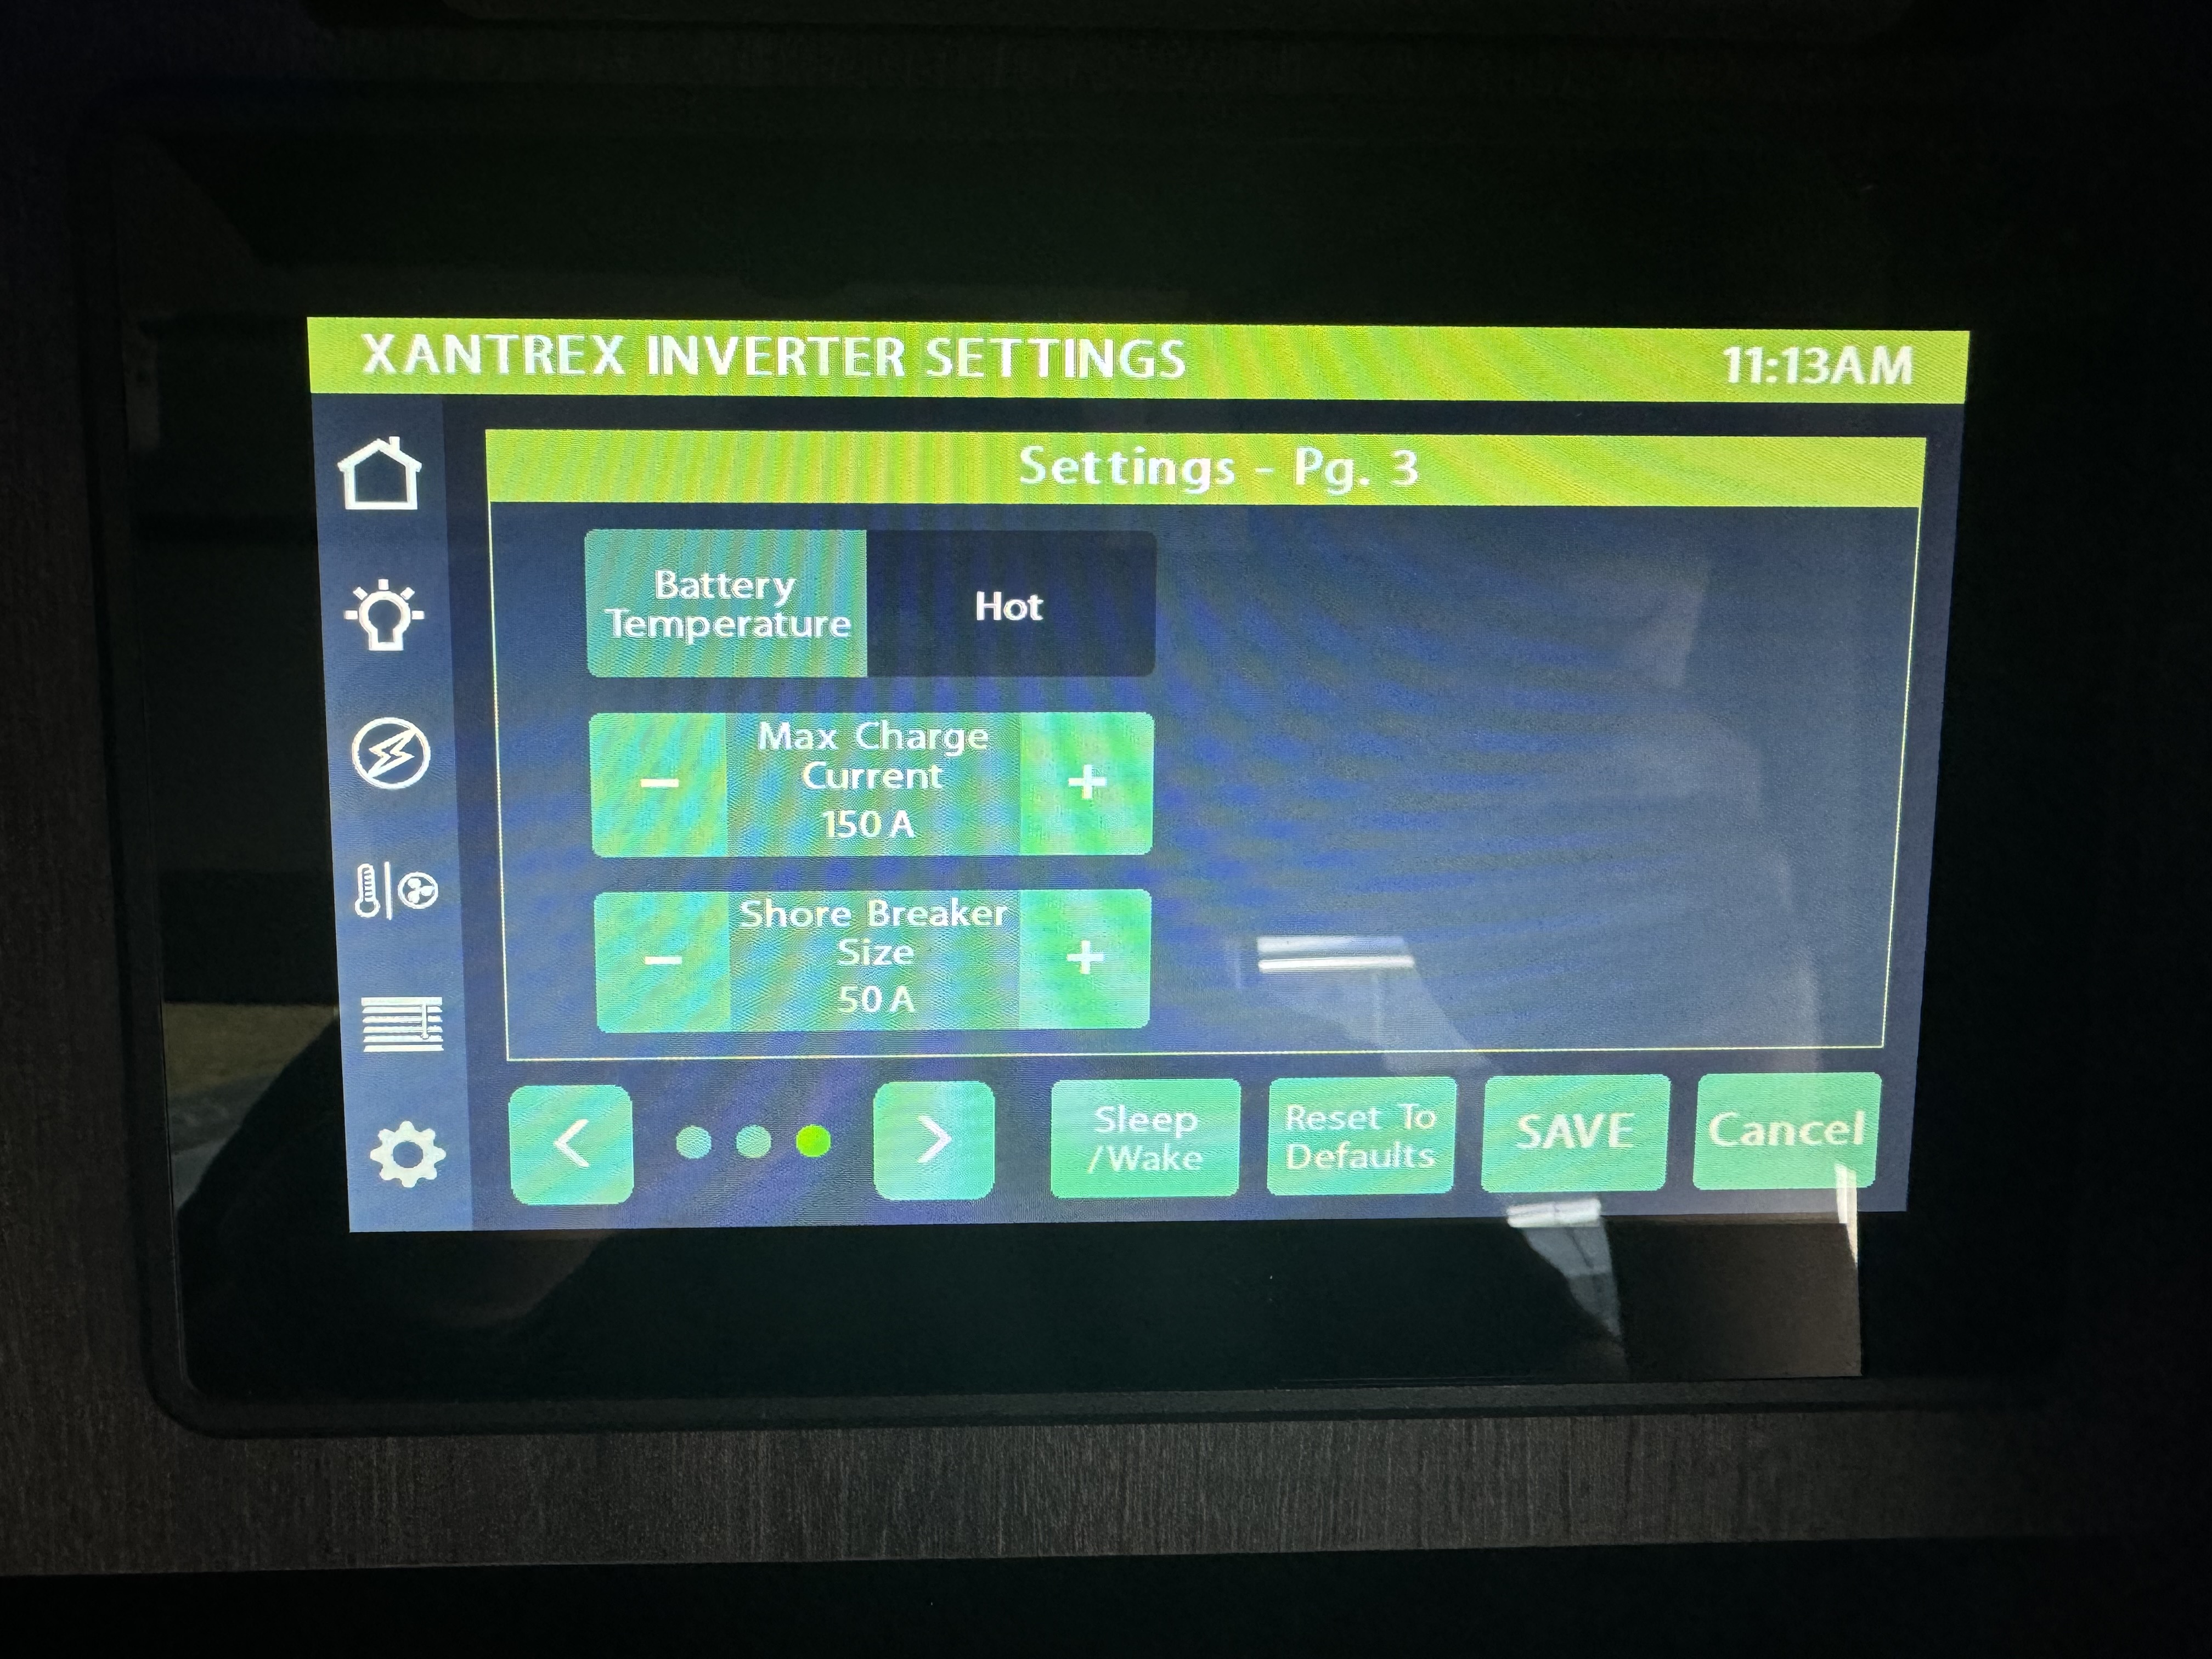 XANTREX INVERTER SETTINGS
11:13AM
Settings - Pg. 3
Battery
Temperature
Hot
−
Max Charge
Current
150 A
+
−
Shore Breaker
Size
50 A
+
<
>
Sleep
/Wake
Reset To
Defaults
SAVE
Cancel